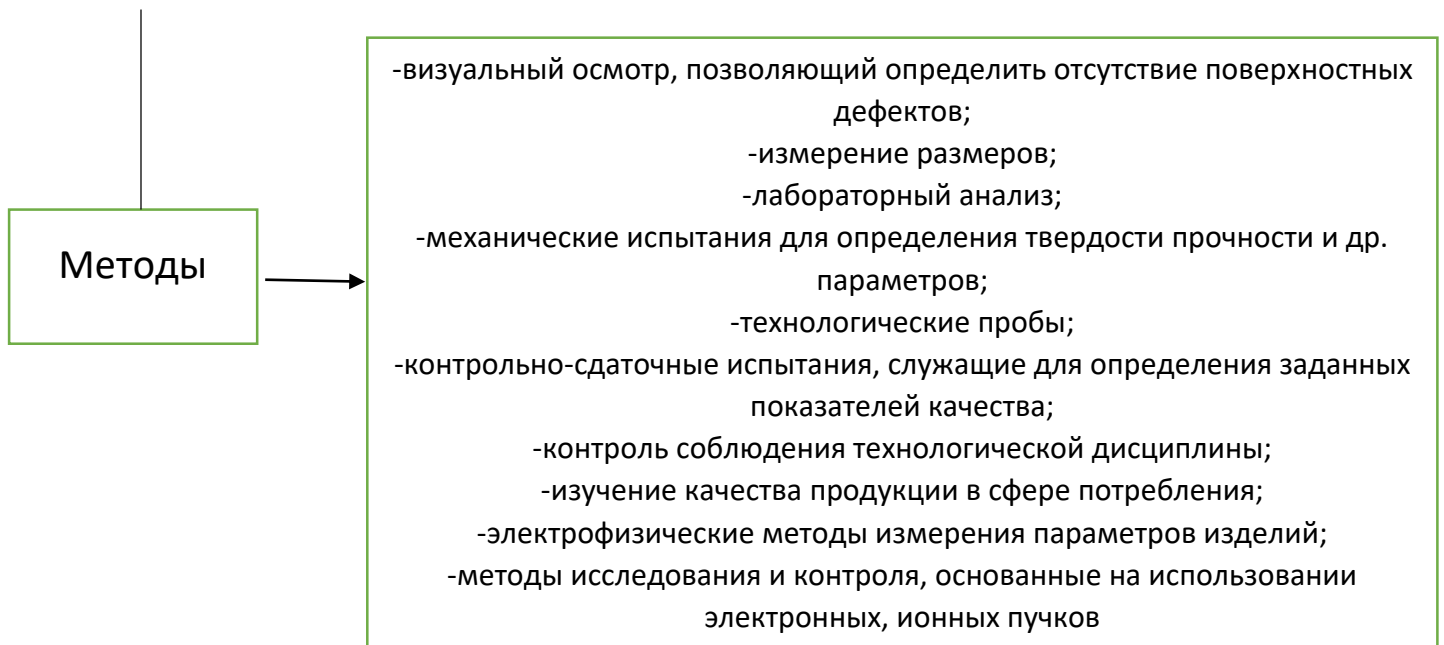 Методы
-визуальный осмотр, позволяющий определить отсутствие поверхностных
дефектов;
-измерение размеров;
-лабораторный анализ;
-механические испытания для определения твердости прочности и др.
параметров;
-технологические пробы;
-контрольно-сдаточные испытания, служащие для определения заданных
показателей качества;
-контроль соблюдения технологической дисциплины;
-изучение качества продукции в сфере потребления;
-электрофизические методы измерения параметров изделий;
-методы исследования и контроля, основанные на использовании
электронных, ионных пучков